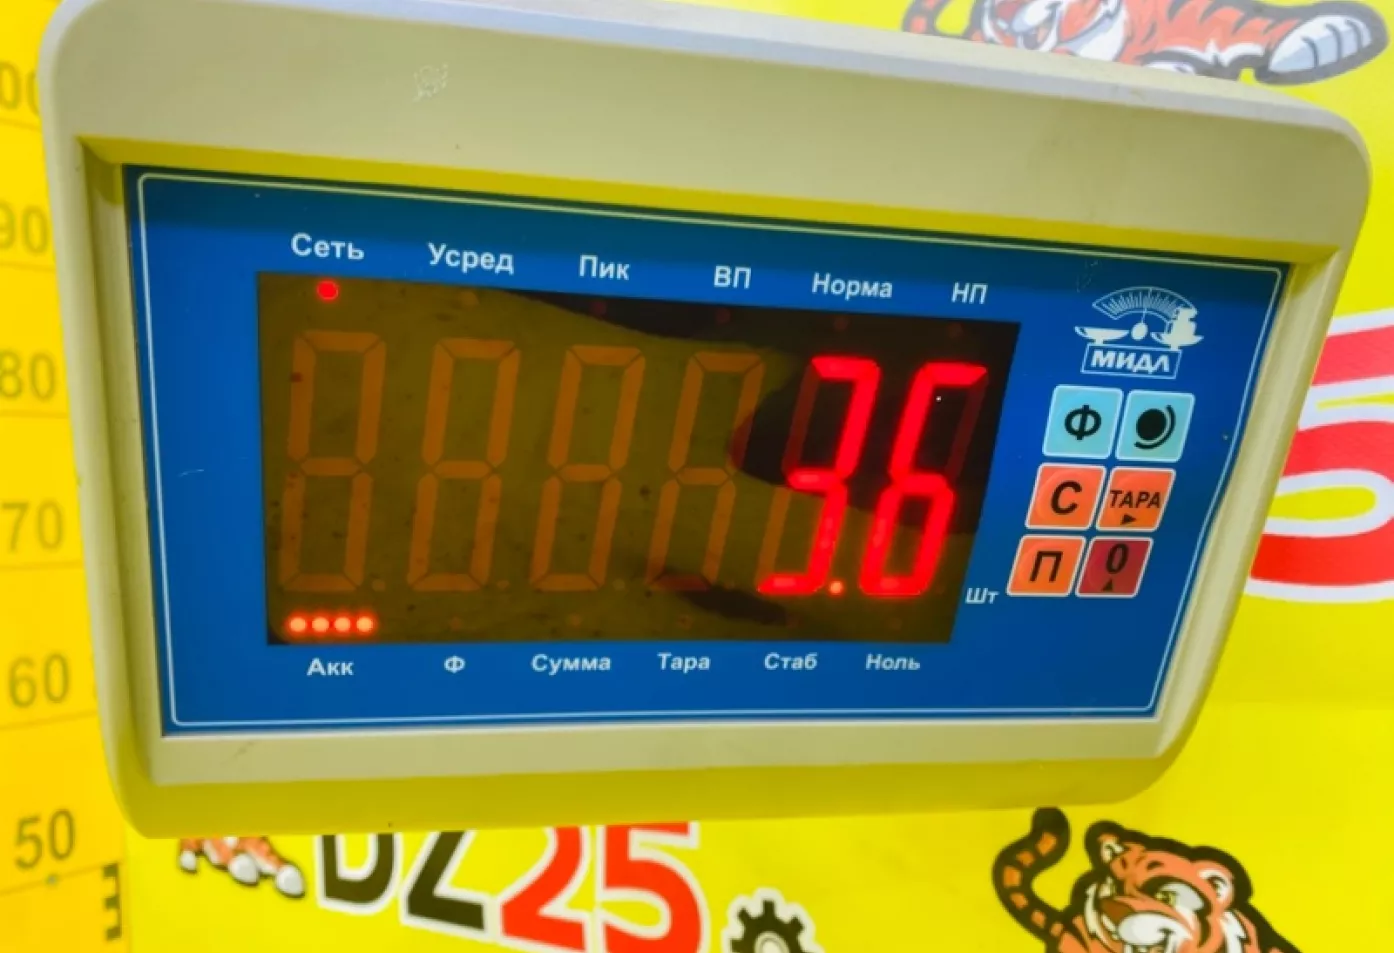 Сеть Усред Пик ВП Норма НП
МИДЛ
3.6
Ф
С ТАРА
П 0
Шт
Акк Ф Сумма Тара Стаб Ноль
90
80
70
60
50
5
DZ25